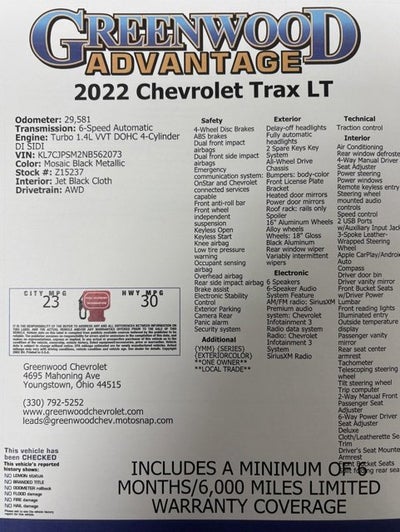 GREENWOOD
ADVANTAGE
2022 Chevrolet Trax LT
Odometer: 29,581
Transmission: 6-Speed Automatic
Engine: Turbo 1.4L VVT DOHC 4-Cylinder
DI SIDI
VIN: KL7CJPSM2NB562073
Color: Mosaic Black Metallic
Stock #: Z15237
Interior: Jet Black Cloth
Drivetrain: AWD
CITY MPG
23
HWY MPG
30
Greenwood Chevrolet
4695 Mahoning Ave
Youngstown, Ohio 44515
(330) 792-5252
www.greenwoodchevrolet.com
leads@greenwoodchev.motosnap.com
This vehicle has
been CHECKED
This vehicle's reported
history shows:
NO LEMON status
NO BRANDED TITLE
NO ODOMETER rollback
NO FLOOD damage
NO FIRE damage
NO HAIL damage
Safety
4-Wheel Disc Brakes
ABS brakes
Dual front impact
airbags
Dual front side impact
airbags
Emergency
communication system:
OnStar and Chevrolet
connected services
capable
Front anti-roll bar
Front wheel
independent
suspension
Keyless Open
Keyless Start
Knee airbag
Low tire pressure
warning
Occupant sensing
airbag
Overhead airbag
Rear side impact airbag
Brake assist
Electronic Stability
Control
Exterior Parking
Camera Rear
Panic alarm
Security system
Additional
{YMM} {SERIES}
{EXTERIORCOLOR}
**ONE OWNER**
**LOCAL TRADE**
Exterior
Delay-off headlights
Fully automatic
headlights
2 Spare Keys Key
System
All-Wheel Drive
Chassis
Bumpers: body-color
Front License Plate
Bracket
Heated door mirrors
Power door mirrors
Roof rack: rails only
Spoiler
16" Aluminum Wheels
Alloy wheels
Wheels: 18" Gloss
Black Aluminum
Rear window wiper
Variably intermittent
wipers
Electronic
6 Speakers
6-Speaker Audio
System Feature
AM/FM radio: SiriusXM
Premium audio
system: Chevrolet
Infotainment 3
Radio data system
Radio: Chevrolet
Infotainment 3
System
SiriusXM Radio
Technical
Traction control
Interior
Air Conditioning
Rear window defroster
4-Way Manual Driver
Seat Adjuster
Power steering
Power windows
Remote keyless entry
Steering wheel
mounted audio
controls
Speed control
2 USB Ports
w/Auxiliary Input Jack
3-Spoke Leather-
Wrapped Steering
Wheel
Apple CarPlay/Android
Auto
Compass
Driver door bin
Driver vanity mirror
Front Bucket Seats
w/Driver Power
Lumbar
Front reading lights
Illuminated entry
Outside temperature
display
Passenger vanity
mirror
Rear seat center
armrest
Tachometer
Telescoping steering
wheel
Tilt steering wheel
Trip computer
2-Way Manual Front
Passenger Seat
Adjuster
6-Way Power Driver
Seat Adjuster
Deluxe
Cloth/Leatherette Seat
Trim
Driver's Seat Mounted
Armrest
Front Bucket Seats
INCLUDES A MINIMUM OF 6
MONTHS/6,000 MILES LIMITED
WARRANTY COVERAGE